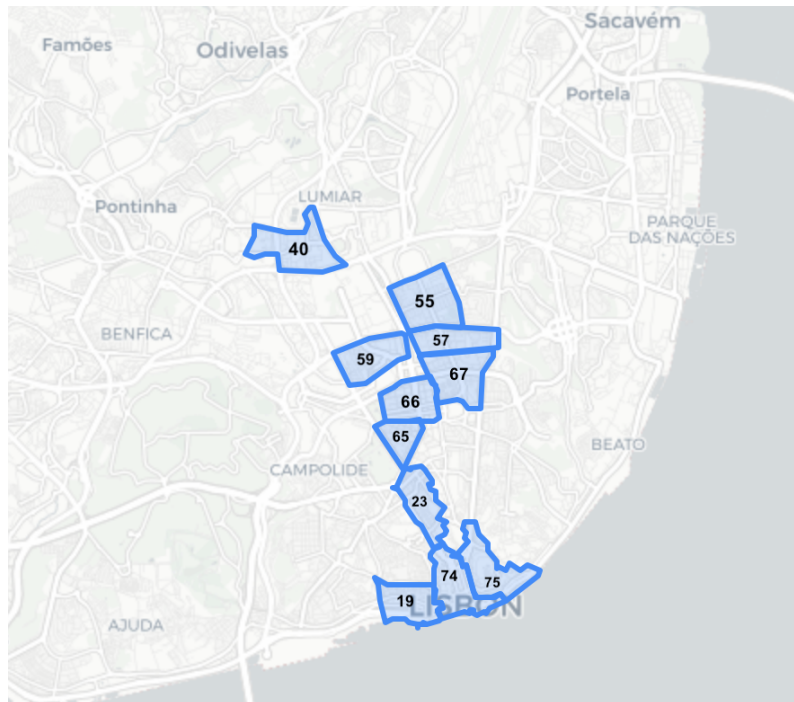 Sacavém
Famões
Odivelas
Portela
LUMIAR
Pontinha
PARQUE
DAS NAÇÕES
40
55
BENFICA
57
59
67
66
65
BEATO
CAMPOLIDE
23
74
75
19
LISBON
AJUDA